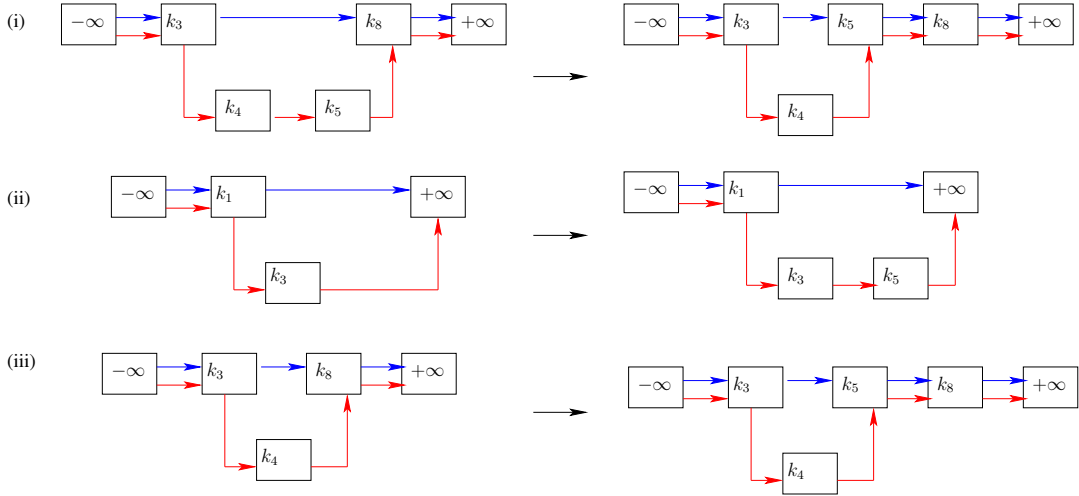 (i) −∞ k₃ k₈ +∞ −∞ k₃ k₅ k₈ +∞
k₄ k₅ k₄
(ii) −∞ k₁ +∞ −∞ k₁ +∞
k₃ k₃ k₅
(iii) −∞ k₃ k₈ +∞ −∞ k₃ k₅ k₈ +∞
k₄ k₄